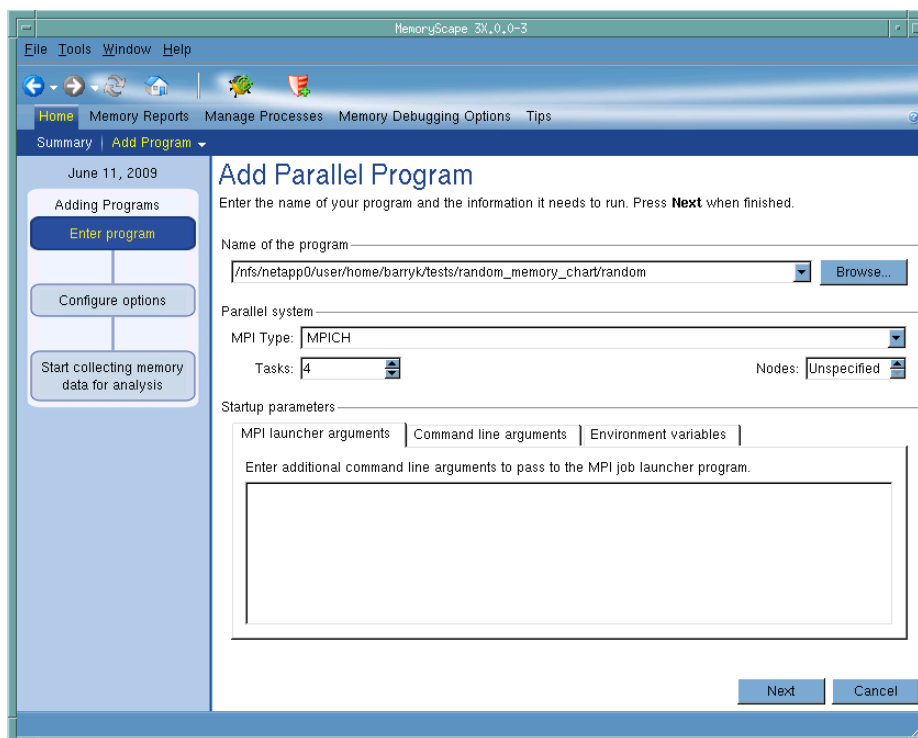 MemoryScape 3X.0.0-3
File Tools Window Help
Home Memory Reports Manage Processes Memory Debugging Options Tips
Summary | Add Program
June 11, 2009
Adding Programs
Enter program
Configure options
Start collecting memory
data for analysis
Add Parallel Program
Enter the name of your program and the information it needs to run. Press Next when finished.
Name of the program
/nfs/netapp0/user/home/barryk/tests/random_memory_chart/random
Browse...
Parallel system
MPI Type: MPICH
Tasks: 4
Nodes: Unspecified
Startup parameters
MPI launcher arguments Command line arguments Environment variables
Enter additional command line arguments to pass to the MPI job launcher program.
Next Cancel